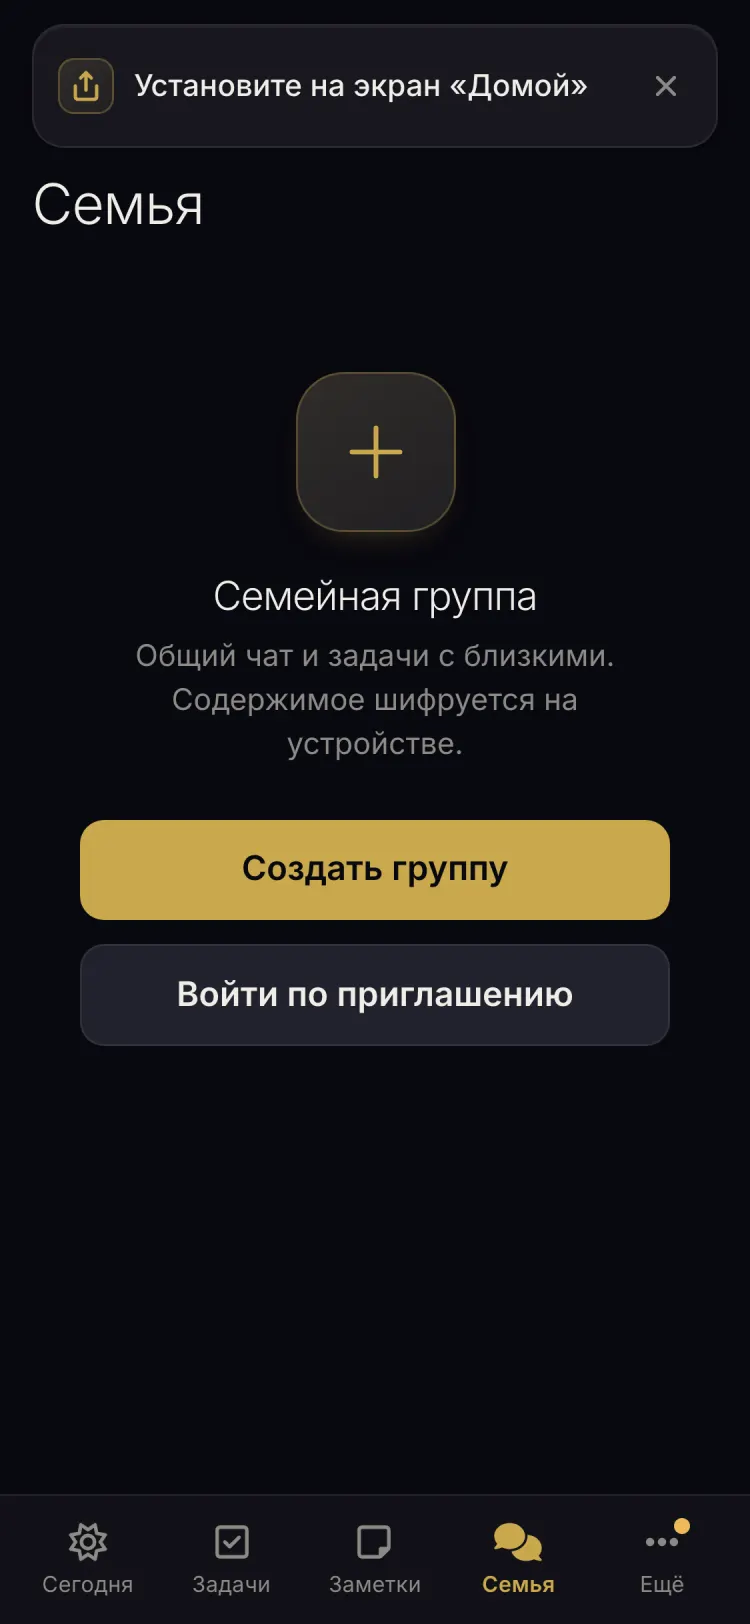 Установите на экран «Домой»
Семья
Семейная группа
Общий чат и задачи с близкими.
Содержимое шифруется на
устройстве.
Создать группу
Войти по приглашению
Сегодня
Задачи
Заметки
Семья
Ещё